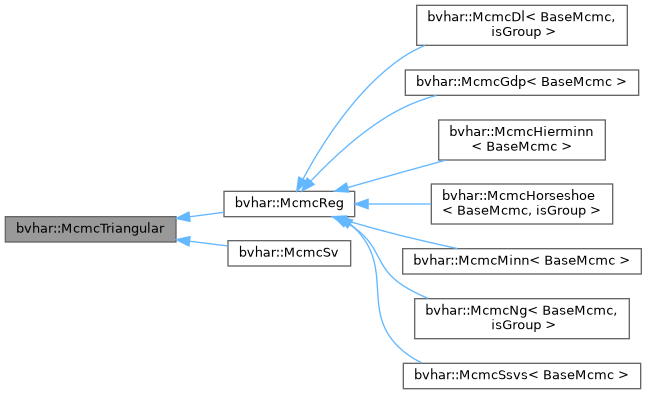 bvhar::McmcDl< BaseMcmc,
isGroup >
bvhar::McmcGdp< BaseMcmc >
bvhar::McmcHierminn
< BaseMcmc >
bvhar::McmcReg
bvhar::McmcHorseshoe
< BaseMcmc, isGroup >
bvhar::McmcTriangular
bvhar::McmcSv
bvhar::McmcMinn< BaseMcmc >
bvhar::McmcNg< BaseMcmc,
isGroup >
bvhar::McmcSsvs< BaseMcmc >